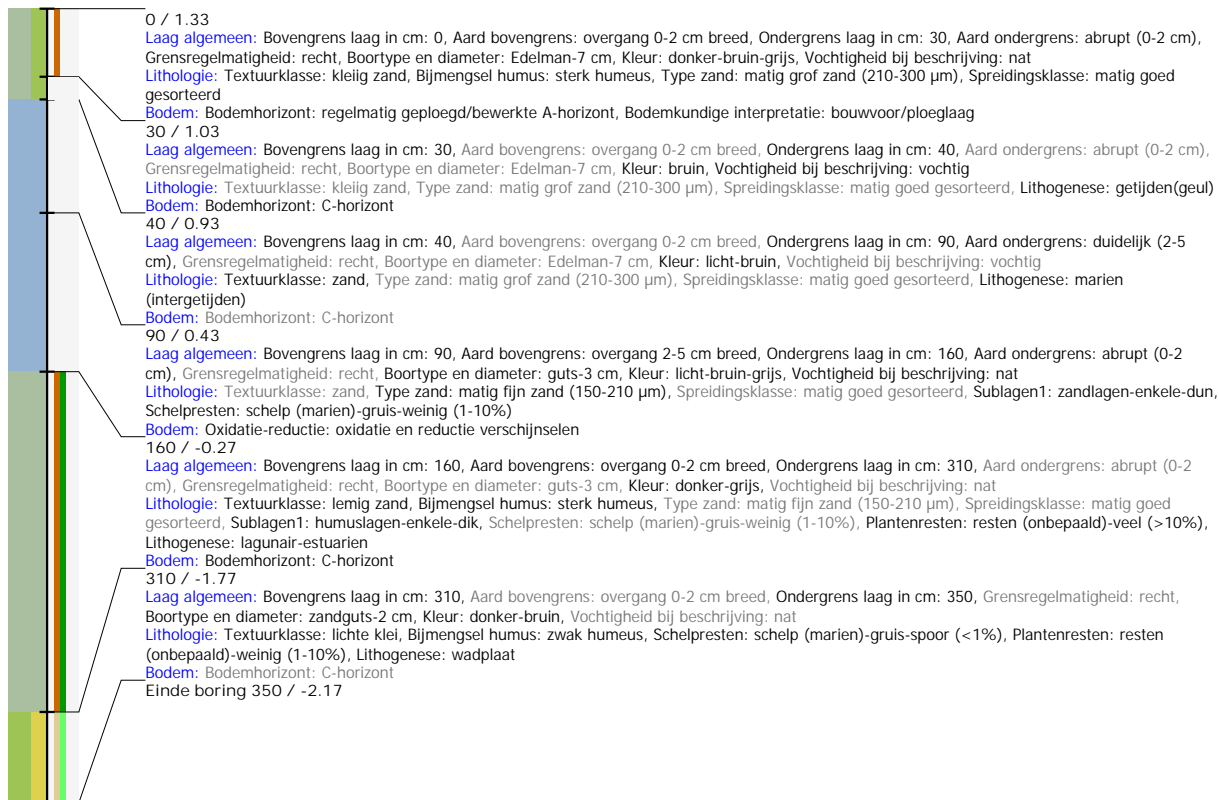 0 / 1.33
Laag algemeen: Bovengrens laag in cm: 0, Aard bovengrens: overgang 0-2 cm breed, Ondergrens laag in cm: 30, Aard ondergrens: abrupt (0-2 cm),
Grensregelmatigheid: recht, Boortype en diameter: Edelman-7 cm, Kleur: donker-bruin-grijs, Vochtigheid bij beschrijving: nat
Lithologie: Textuurklasse: kleiig zand, Bijmengsel humus: sterk humeus, Type zand: matig grof zand (210-300 µm), Spreidingsklasse: matig goed
gesorteerd
Bodem: Bodemhorizont: regelmatig geploegd/bewerkte A-horizont, Bodemkundige interpretatie: bouwvoor/ploeglaag
30 / 1.03
Laag algemeen: Bovengrens laag in cm: 30, Aard bovengrens: overgang 0-2 cm breed, Ondergrens laag in cm: 40, Aard ondergrens: abrupt (0-2 cm),
Grensregelmatigheid: recht, Boortype en diameter: Edelman-7 cm, Kleur: bruin, Vochtigheid bij beschrijving: vochtig
Lithologie: Textuurklasse: kleiig zand, Type zand: matig grof zand (210-300 µm), Spreidingsklasse: matig goed gesorteerd, Lithogenese: getijden(geul)
Bodem: Bodemhorizont: C-horizont
40 / 0.93
Laag algemeen: Bovengrens laag in cm: 40, Aard bovengrens: overgang 0-2 cm breed, Ondergrens laag in cm: 90, Aard ondergrens: duidelijk (2-5
cm), Grensregelmatigheid: recht, Boortype en diameter: Edelman-7 cm, Kleur: licht-bruin, Vochtigheid bij beschrijving: vochtig
Lithologie: Textuurklasse: zand, Type zand: matig grof zand (210-300 µm), Spreidingsklasse: matig goed gesorteerd, Lithogenese: marien
(intergetijden)
Bodem: Bodemhorizont: C-horizont
90 / 0.43
Laag algemeen: Bovengrens laag in cm: 90, Aard bovengrens: overgang 2-5 cm breed, Ondergrens laag in cm: 160, Aard ondergrens: abrupt (0-2
cm), Grensregelmatigheid: recht, Boortype en diameter: guts-3 cm, Kleur: licht-bruin-grijs, Vochtigheid bij beschrijving: nat
Lithologie: Textuurklasse: zand, Type zand: matig fijn zand (150-210 µm), Spreidingsklasse: matig goed gesorteerd, Sublagen1: zandlagen-enkele-dun,
Schelpresten: schelp (marien)-gruis-weinig (1-10%)
Bodem: Oxidatie-reductie: oxidatie en reductie verschijnselen
160 / -0.27
Laag algemeen: Bovengrens laag in cm: 160, Aard bovengrens: overgang 0-2 cm breed, Ondergrens laag in cm: 310, Aard ondergrens: abrupt (0-2
cm), Grensregelmatigheid: recht, Boortype en diameter: guts-3 cm, Kleur: donker-grijs, Vochtigheid bij beschrijving: nat
Lithologie: Textuurklasse: lemig zand, Bijmengsel humus: sterk humeus, Type zand: matig fijn zand (150-210 µm), Spreidingsklasse: matig goed
gesorteerd, Sublagen1: humuslagen-enkele-dik, Schelpresten: schelp (marien)-gruis-weinig (1-10%), Plantenresten: resten (onbepaald)-veel (>10%),
Lithogenese: lagunair-estuarien
Bodem: Bodemhorizont: C-horizont
310 / -1.77
Laag algemeen: Bovengrens laag in cm: 310, Aard bovengrens: overgang 0-2 cm breed, Ondergrens laag in cm: 350, Grensregelmatigheid: recht,
Boortype en diameter: zandguts-2 cm, Kleur: donker-bruin, Vochtigheid bij beschrijving: nat
Lithologie: Textuurklasse: lichte klei, Bijmengsel humus: zwak humeus, Schelpresten: schelp (marien)-gruis-spoor (<1%), Plantenresten: resten
(onbepaald)-weinig (1-10%), Lithogenese: wadplaat
Bodem: Bodemhorizont: C-horizont
Einde boring 350 / -2.17